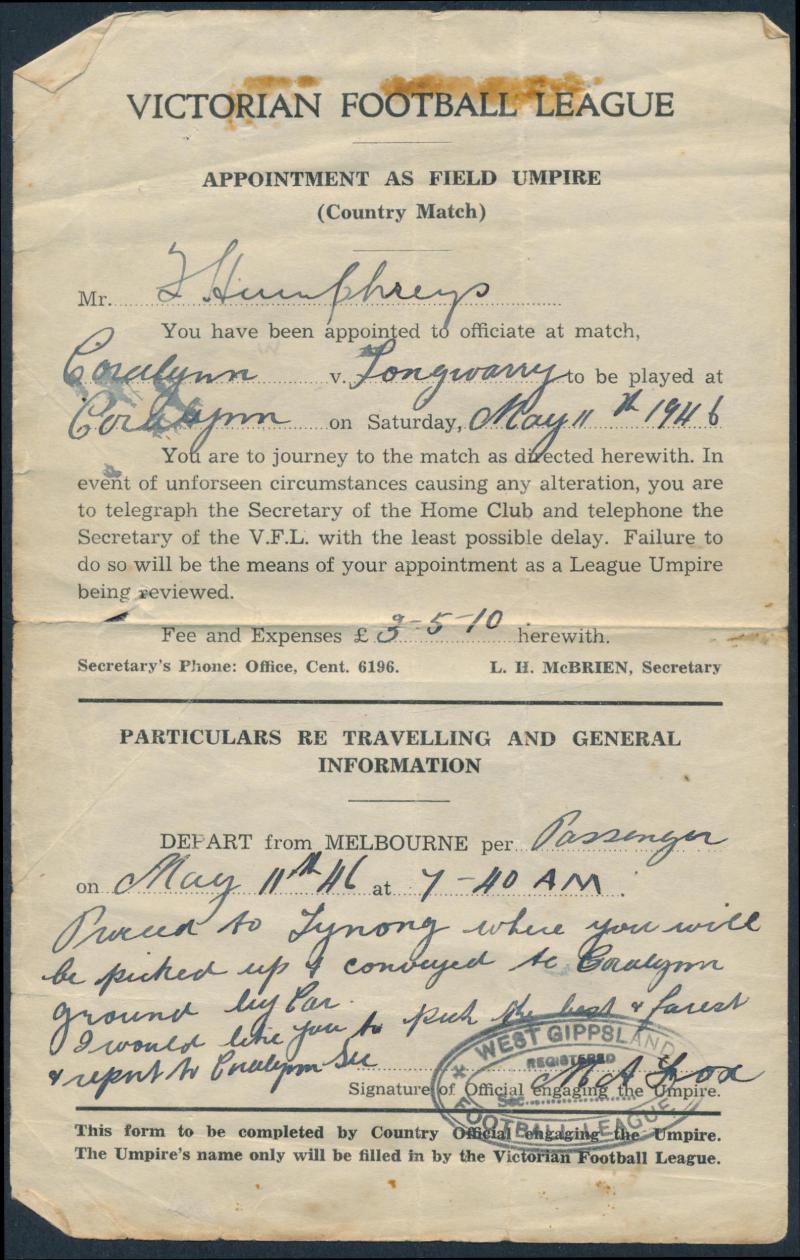 VICTORIAN FOOTBALL LEAGUE
APPOINTMENT AS FIELD UMPIRE
(Country Match)
Mr. Humphreys
You have been appointed to officiate at match,
Coralynn v. Longwarry to be played at
Coralynn on Saturday, May 11th 1946
You are to journey to the match as directed herewith. In
event of unforseen circumstances causing any alteration, you are
to telegraph the Secretary of the Home Club and telephone the
Secretary of the V.F.L. with the least possible delay. Failure to
do so will be the means of your appointment as a League Umpire
being reviewed.
Fee and Expenses £ 3-5-10 herewith.
Secretary's Phone: Office, Cent. 6196. L. H. McBRIEN, Secretary
PARTICULARS RE TRAVELLING AND GENERAL
INFORMATION
DEPART from MELBOURNE per Passenger
on May 11th 46 at 7-40 AM.
Proceed to Tynong where you will
be picked up & conveyed to Coralynn
ground by Car.
I would like you to pick the best & farest
& report to Coralynn Sec
WEST GIPPSLAND
REGISTERED
Sec.
FOOTBALL LEAGUE
Signature of Official engaging the Umpire. M A
This form to be completed by Country Official engaging the Umpire.
The Umpire's name only will be filled in by the Victorian Football League.